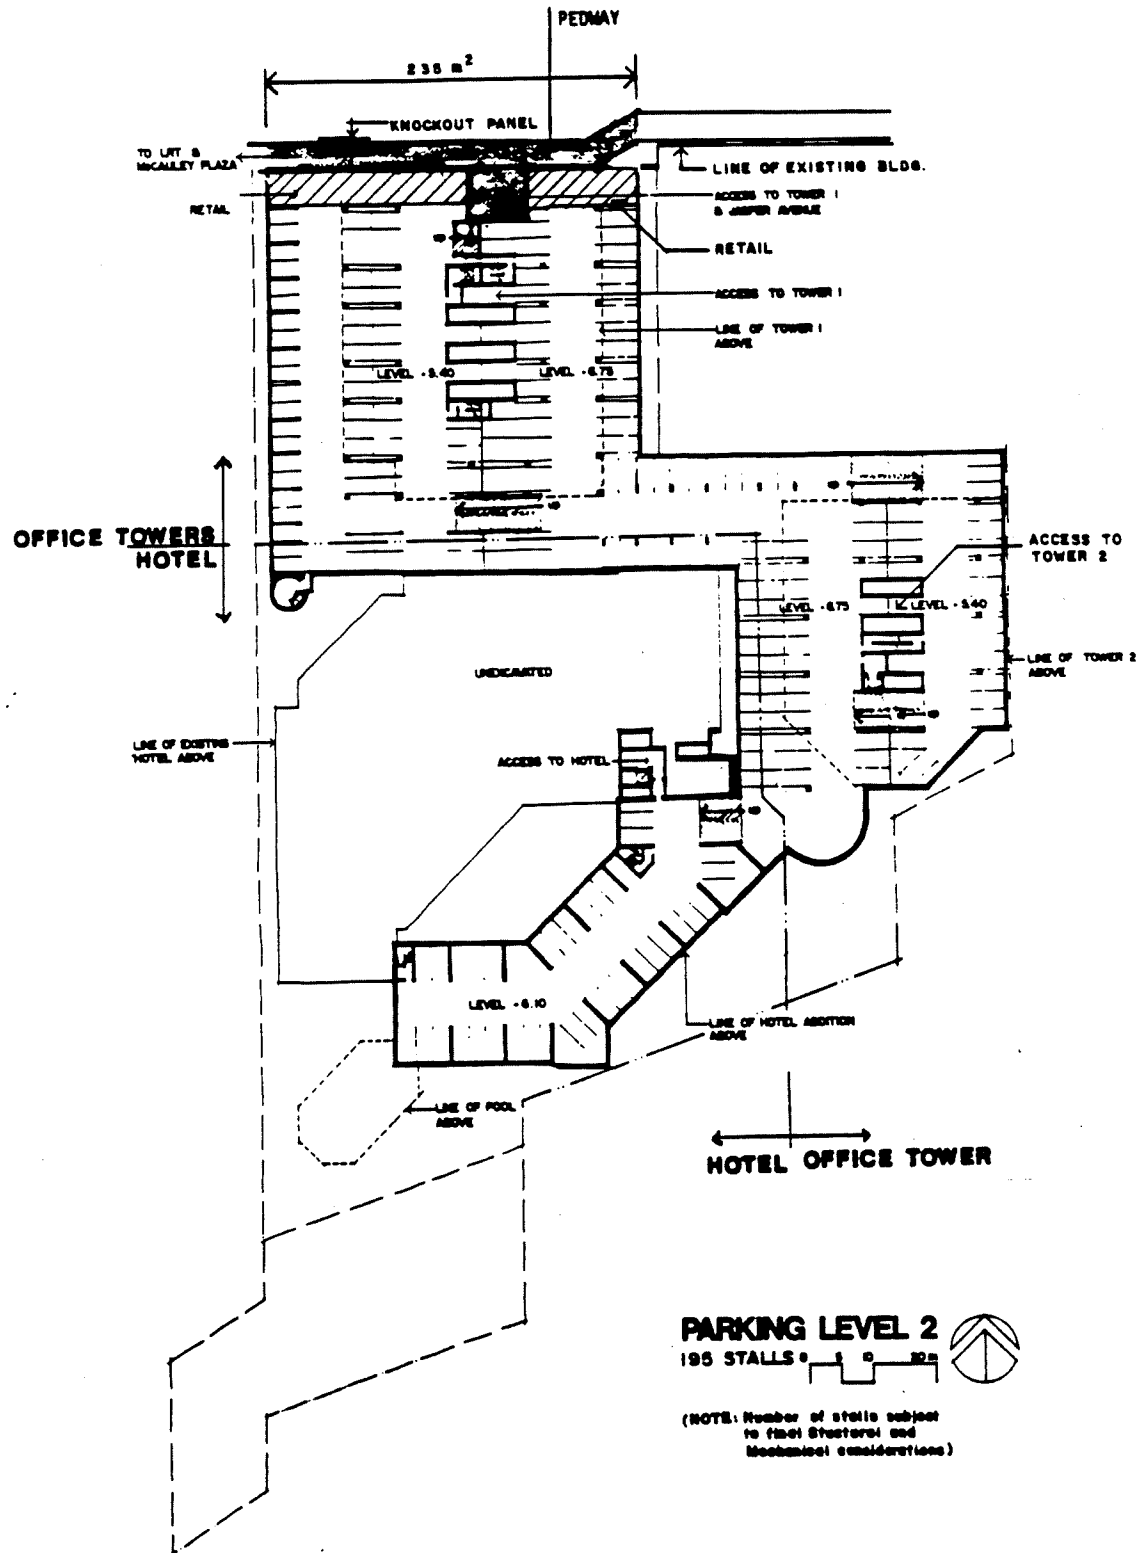 PEDWAY
235 m²
KNOCKOUT PANEL
TO LRT &
McCAULEY PLAZA
LINE OF EXISTING BLDG.
RETAIL
ACCESS TO TOWER 1
& JASPER AVENUE
RETAIL
ACCESS TO TOWER 1
LINE OF TOWER 1
ABOVE
LEVEL -5.40
LEVEL -6.75
OFFICE TOWERS
HOTEL
ACCESS TO
TOWER 2
LEVEL -6.75
LEVEL -5.40
LINE OF TOWER 2
ABOVE
UNEXCAVATED
LINE OF EXISTING
HOTEL ABOVE
ACCESS TO HOTEL
LEVEL -6.10
LINE OF HOTEL ADDITION
ABOVE
LINE OF POOL
ABOVE
HOTEL OFFICE TOWER
PARKING LEVEL 2
195 STALLS 0 5 10 20m
(NOTE: Number of stalls subject
to final Structural and
Mechanical considerations)